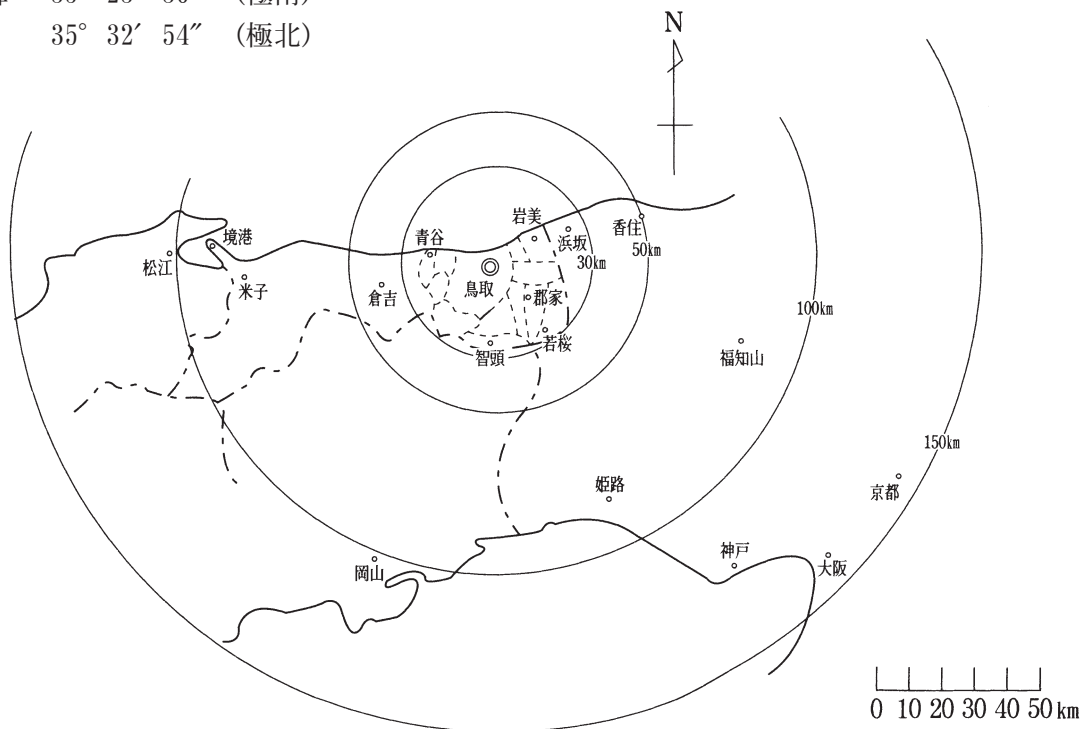 35° 32′ 54″ (極北)
N
岩美
香住
浜坂
50km
30km
青谷
境港
松江
米子
倉吉
鳥取
郡家
若桜
智頭
100km
福知山
150km
京都
姫路
神戸
大阪
岡山
0 10 20 30 40 50km